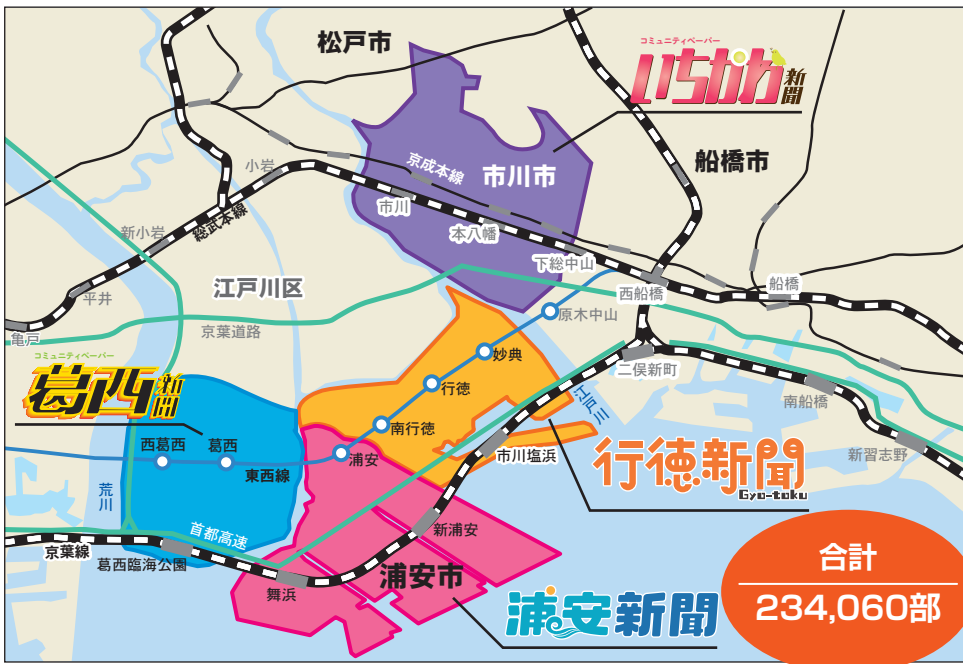 松戸市
コミュニティペーパー
いちかわ新聞
船橋市
小岩
京成本線
市川市
市川
新小岩
総武本線
本八幡
下総中山
江戸川区
平井
西船橋
船橋
亀戸
京葉道路
原木中山
コミュニティペーパー
葛西新聞
妙典
二俣新町
行徳
江戸川
南船橋
南行徳
西葛西
葛西
浦安
市川塩浜
新習志野
東西線
行徳新聞
Gyo-toku
荒川
首都高速
新浦安
京葉線
葛西臨海公園
舞浜
浦安市
浦安新聞
合計
234,060部